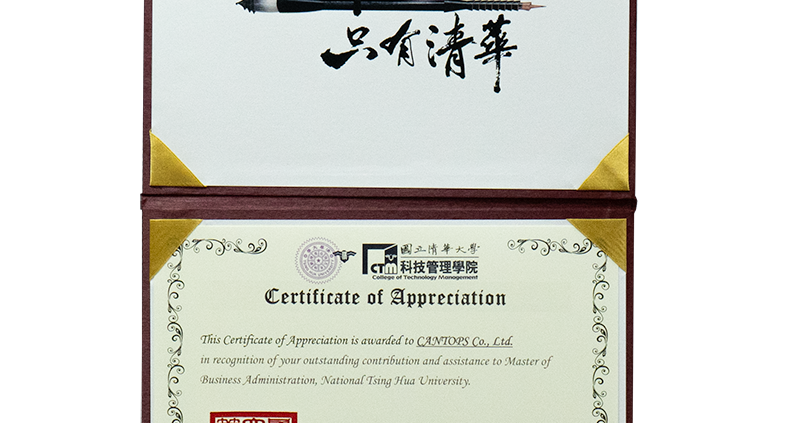 只有清華
國立清華大學
CTM 科技管理學院
College of Technology Management
Certificate of Appreciation
This Certificate of Appreciation is awarded to CANTOPS Co., Ltd.
in recognition of your outstanding contribution and assistance to Master of
Business Administration, National Tsing Hua University.